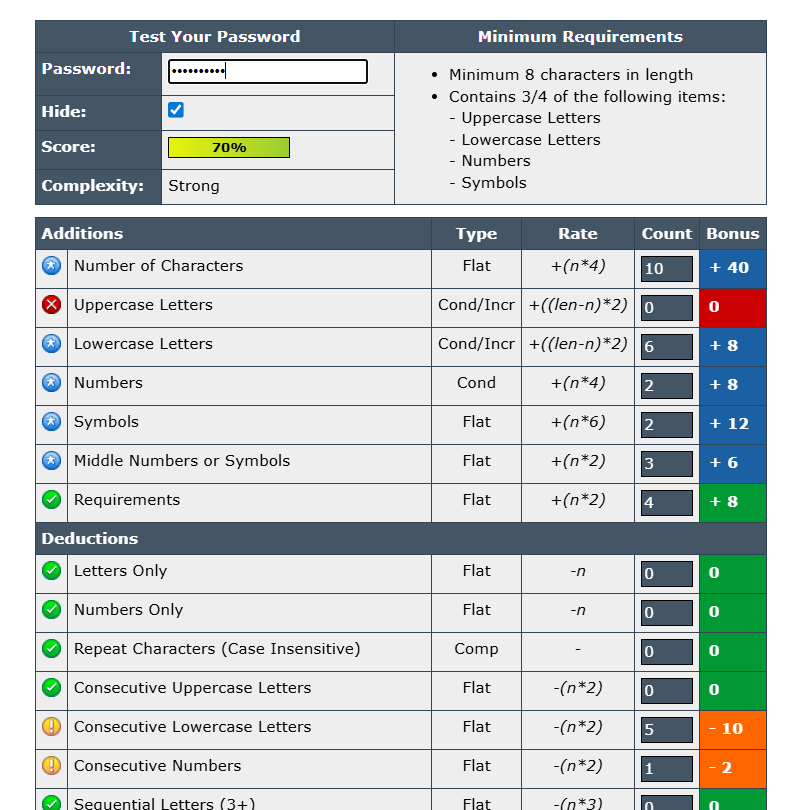 Test Your Password Minimum Requirements
Password: ••••••••••
Hide:
Score: 70%
Complexity: Strong
• Minimum 8 characters in length
• Contains 3/4 of the following items:
- Uppercase Letters
- Lowercase Letters
- Numbers
- Symbols
Additions Type Rate Count Bonus
Number of Characters Flat +(n*4) 10 + 40
Uppercase Letters Cond/Incr +((len-n)*2) 0 0
Lowercase Letters Cond/Incr +((len-n)*2) 6 + 8
Numbers Cond +(n*4) 2 + 8
Symbols Flat +(n*6) 2 + 12
Middle Numbers or Symbols Flat +(n*2) 3 + 6
Requirements Flat +(n*2) 4 + 8
Deductions
Letters Only Flat -n 0 0
Numbers Only Flat -n 0 0
Repeat Characters (Case Insensitive) Comp - 0 0
Consecutive Uppercase Letters Flat -(n*2) 0 0
Consecutive Lowercase Letters Flat -(n*2) 5 - 10
Consecutive Numbers Flat -(n*2) 1 - 2
Sequential Letters (3+) Flat -(n*3) 0 0